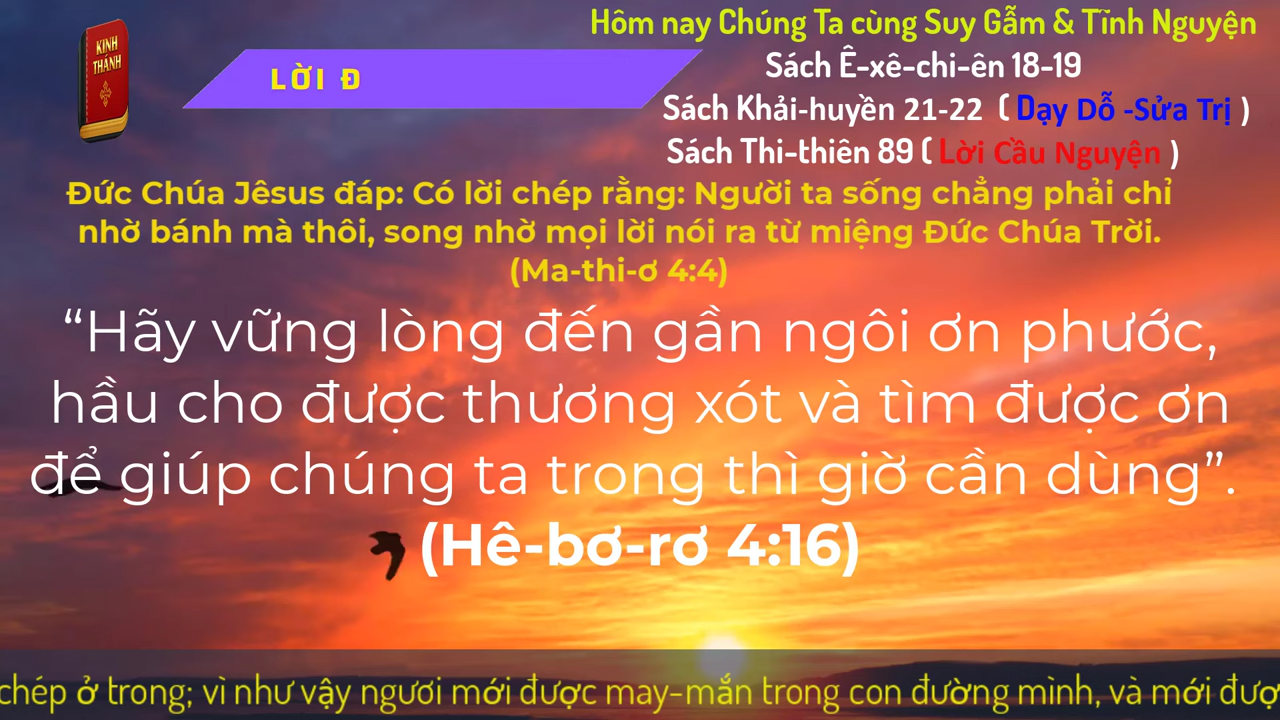 KINH
THÁNH
LỜI Đ
Hôm nay Chúng Ta cùng Suy Gẫm & Tĩnh Nguyện
Sách Ê-xê-chi-ên 18-19
Sách Khải-huyền 21-22 ( Dạy Dỗ -Sửa Trị )
Sách Thi-thiên 89 ( Lời Cầu Nguyện )
Đức Chúa Jêsus đáp: Có lời chép rằng: Người ta sống chẳng phải chỉ
nhờ bánh mà thôi, song nhờ mọi lời nói ra từ miệng Đức Chúa Trời.
(Ma-thi-ơ 4:4)
“Hãy vững lòng đến gần ngôi ơn phước,
hầu cho được thương xót và tìm được ơn
để giúp chúng ta trong thì giờ cần dùng”.
(Hê-bơ-rơ 4:16)
chép ở trong; vì như vậy ngươi mới được may-mắn trong con đường mình, và mới đượ